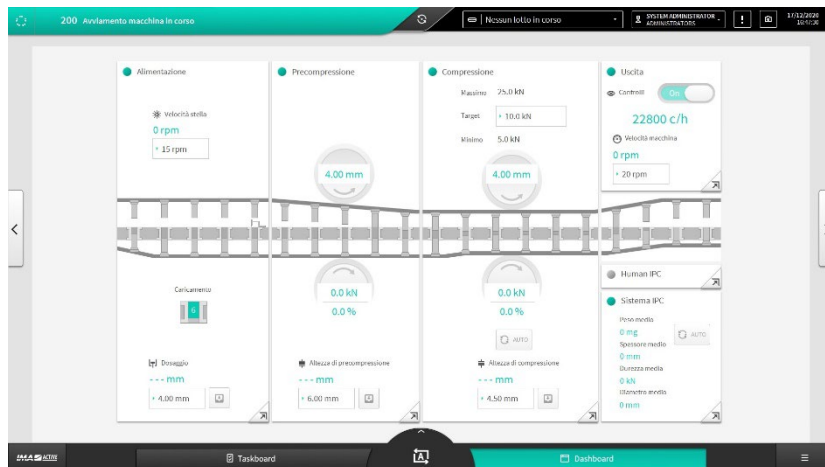 200 Avviamento macchina in corso
Nessun lotto in corso
SYSTEM ADMINISTRATOR
ADMINISTRATORS
17/12/2020
Alimentazione
Velocità stella
0 rpm
15 rpm
Caricamento
6
Dosaggio
--- mm
4.00 mm
Precompressione
4.00 mm
0.0 kN
0.0 %
Altezza di precompressione
--- mm
6.00 mm
Compressione
Massimo 25.0 kN
Target 10.0 kN
Minimo 5.0 kN
4.00 mm
0.0 kN
0.0 %
AUTO
Altezza di compressione
--- mm
4.50 mm
Uscita
Controlli On
22800 c/h
Velocità macchina
0 rpm
20 rpm
Human IPC
Sistema IPC
Peso medio
0 mg
AUTO
Spessore medio
0 mm
Durezza media
0 kN
Diametro medio
0 mm
IMA ACTIVE
Taskboard
A
Dashboard